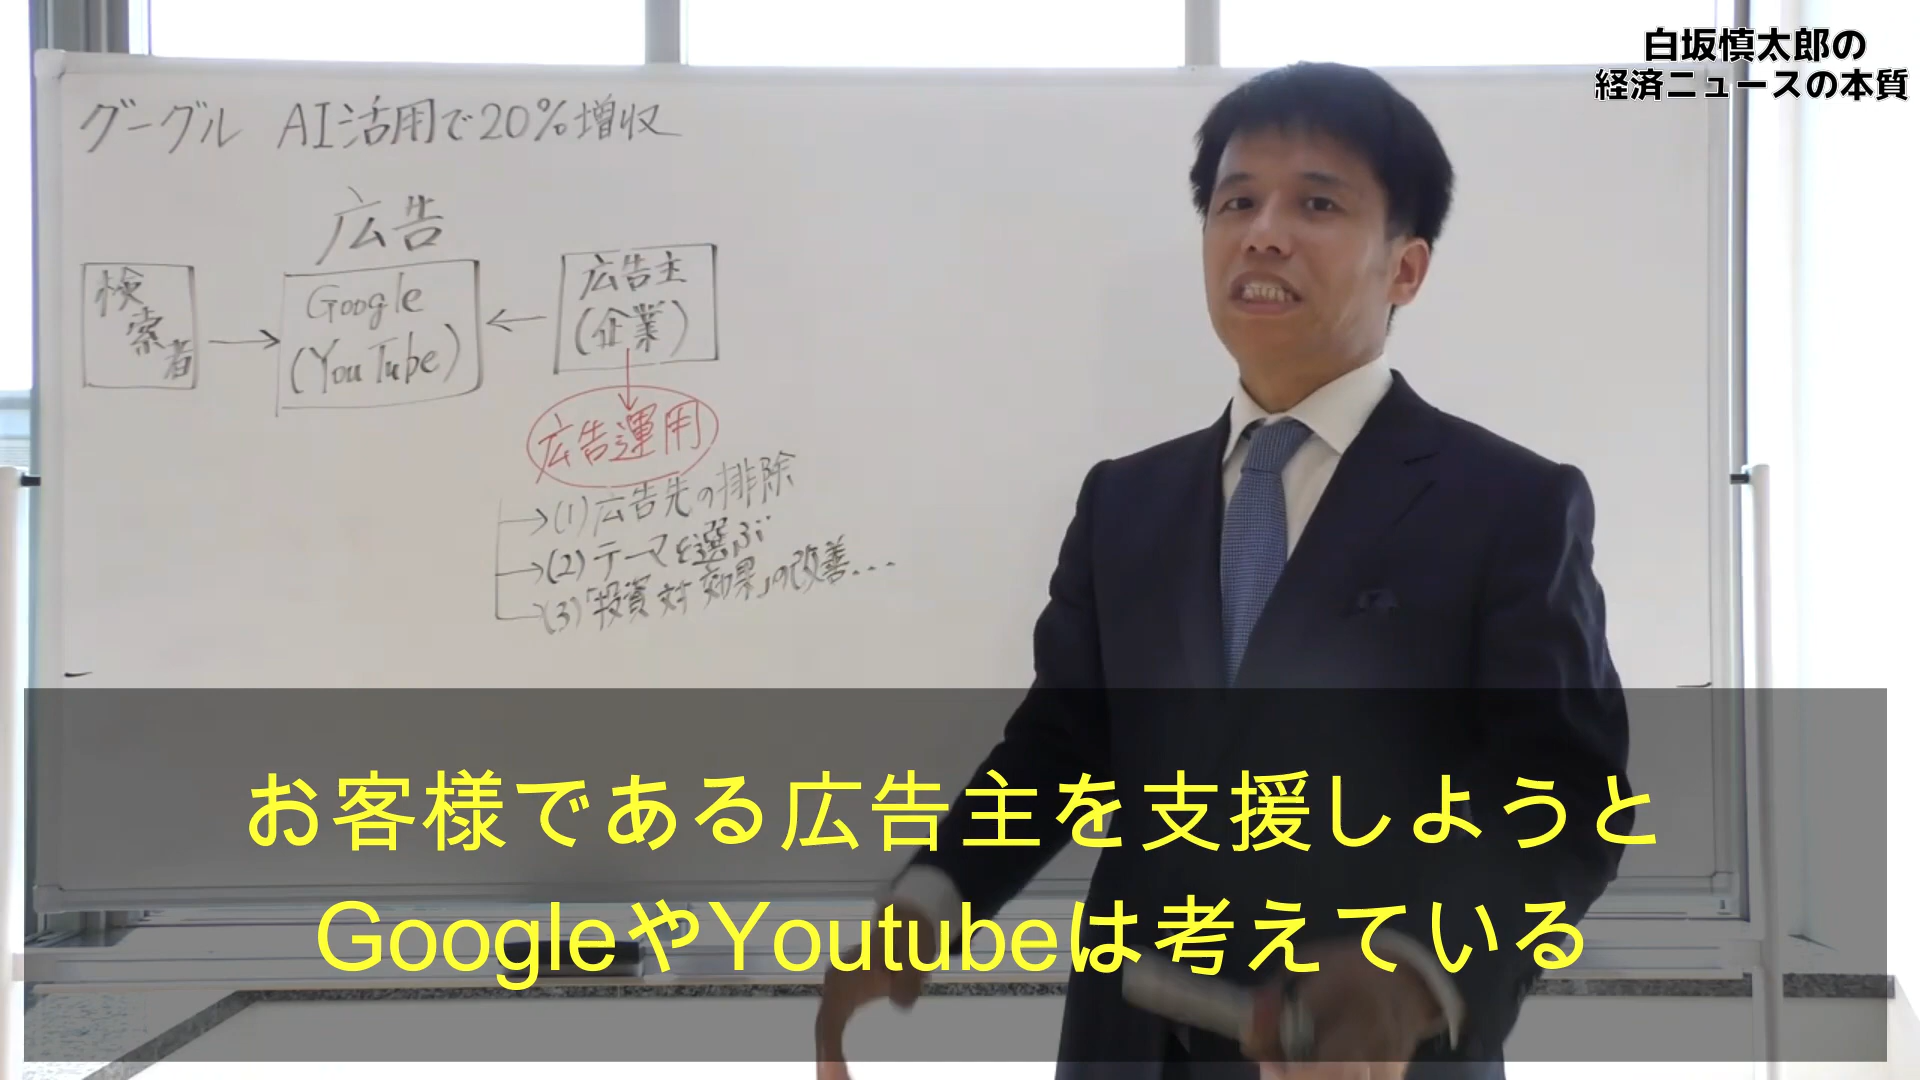 白坂慎太郎の
経済ニュースの本質
グーグル AI活用で20%増収
広告
検索者
Google
(YouTube)
広告主
(企業)
広告運用
(1)広告先の排除
(2)テーマを選ぶ
(3)「投資対効果」の改善...
お客様である広告主を支援しようと
GoogleやYoutubeは考えている